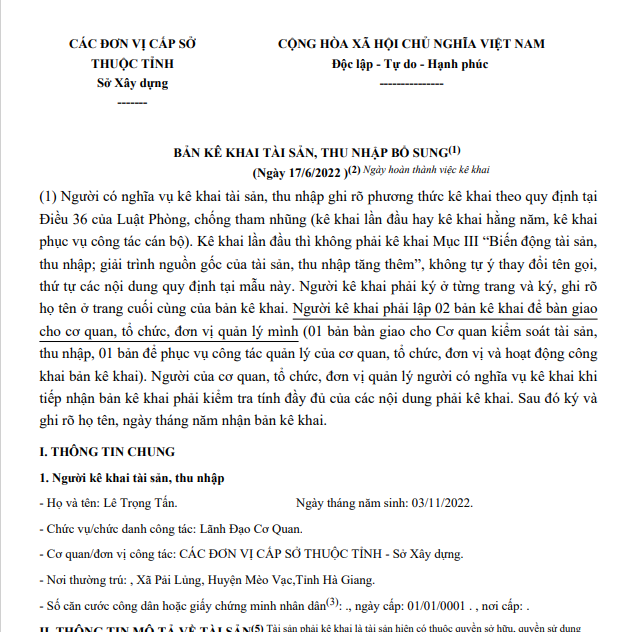 CÁC ĐƠN VỊ CẤP SỞ
THUỘC TỈNH
Sở Xây dựng
-------
CỘNG HÒA XÃ HỘI CHỦ NGHĨA VIỆT NAM
Độc lập - Tự do - Hạnh phúc
---------------
BẢN KÊ KHAI TÀI SẢN, THU NHẬP BỔ SUNG(1)
(Ngày 17/6/2022 )(2) Ngày hoàn thành việc kê khai
(1) Người có nghĩa vụ kê khai tài sản, thu nhập ghi rõ phương thức kê khai theo quy định tại
Điều 36 của Luật Phòng, chống tham nhũng (kê khai lần đầu hay kê khai hằng năm, kê khai
phục vụ công tác cán bộ). Kê khai lần đầu thì không phải kê khai Mục III “Biến động tài sản,
thu nhập; giải trình nguồn gốc của tài sản, thu nhập tăng thêm”, không tự ý thay đổi tên gọi,
thứ tự các nội dung quy định tại mẫu này. Người kê khai phải ký ở từng trang và ký, ghi rõ
họ tên ở trang cuối cùng của bản kê khai. Người kê khai phải lập 02 bản kê khai để bàn giao
cho cơ quan, tổ chức, đơn vị quản lý mình (01 bản bàn giao cho Cơ quan kiểm soát tài sản,
thu nhập, 01 bản để phục vụ công tác quản lý của cơ quan, tổ chức, đơn vị và hoạt động công
khai bản kê khai). Người của cơ quan, tổ chức, đơn vị quản lý người có nghĩa vụ kê khai khi
tiếp nhận bản kê khai phải kiểm tra tính đầy đủ của các nội dung phải kê khai. Sau đó ký và
ghi rõ họ tên, ngày tháng năm nhận bản kê khai.
I. THÔNG TIN CHUNG
1. Người kê khai tài sản, thu nhập
- Họ và tên: Lê Trọng Tấn. Ngày tháng năm sinh: 03/11/2022.
- Chức vụ/chức danh công tác: Lãnh Đạo Cơ Quan.
- Cơ quan/đơn vị công tác: CÁC ĐƠN VỊ CẤP SỞ THUỘC TỈNH - Sở Xây dựng.
- Nơi thường trú: , Xã Pải Lủng, Huyện Mèo Vạc,Tỉnh Hà Giang.
- Số căn cước công dân hoặc giấy chứng minh nhân dân(3): ., ngày cấp: 01/01/0001 . , nơi cấp: .
II. THÔNG TIN MÔ TẢ VỀ TÀI SẢN(5) Tài sản phải kê khai là tài sản hiện có thuộc quyền sở hữu, quyền sử dụng